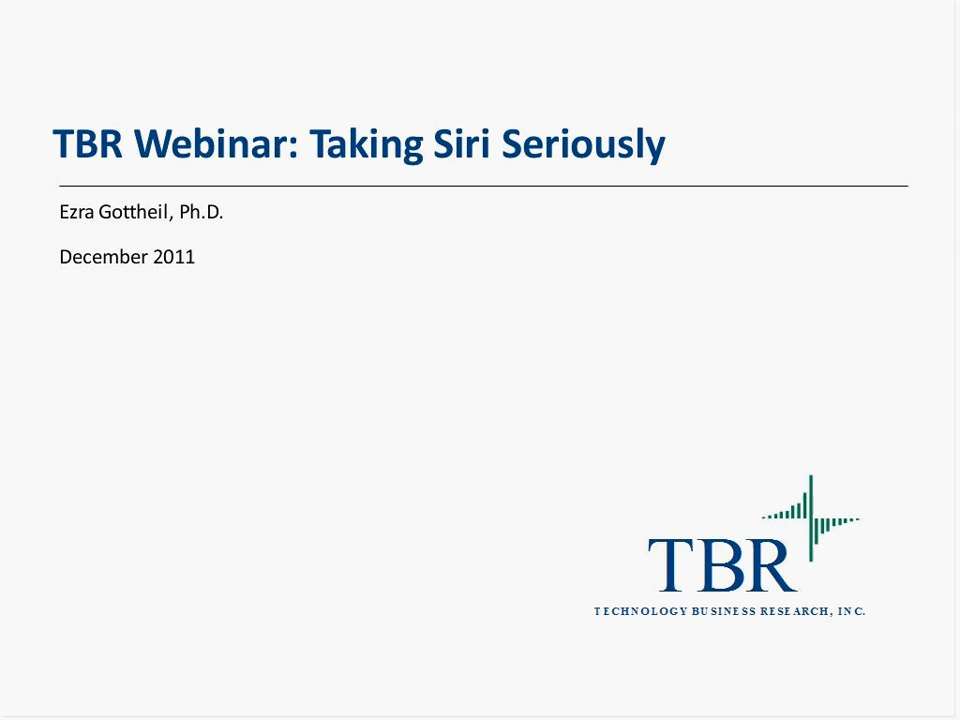 TBR Webinar: Taking Siri Seriously
Ezra Gottheil, Ph.D.
December 2011
TBR
TECHNOLOGY BUSINESS RESEARCH, INC.